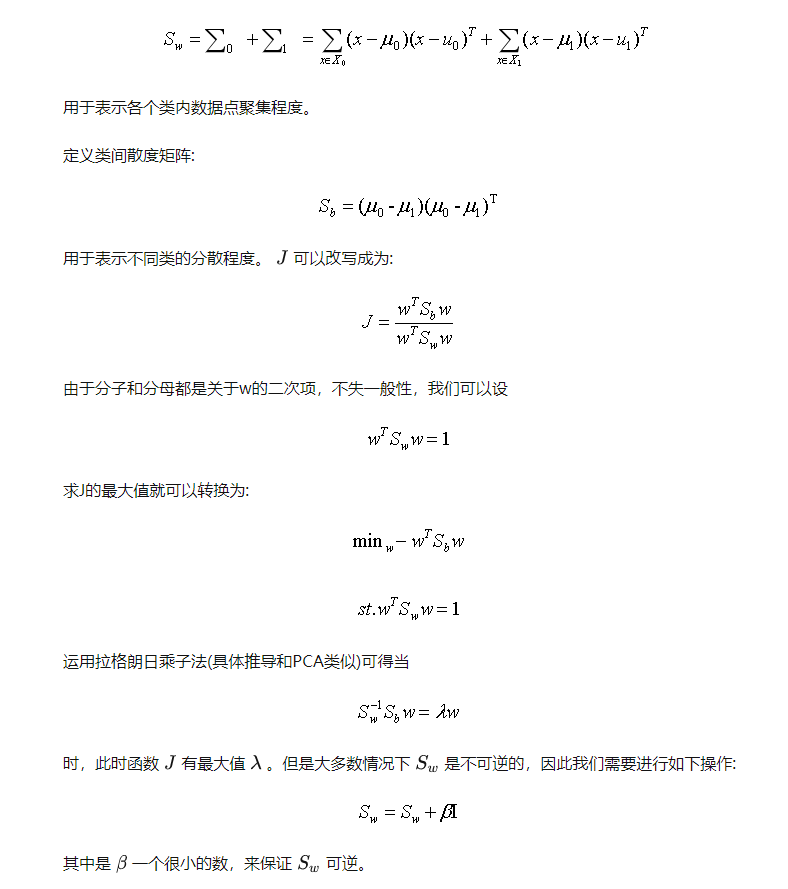 $S_w = \sum_0 + \sum_1 = \sum_{x \in X_0} (x - \mu_0)(x - u_0)^T + \sum_{x \in X_1} (x - \mu_1)(x - u_1)^T$
用于表示各个类内数据点聚集程度。
定义类间散度矩阵:
$S_b = (\mu_0 - \mu_1)(\mu_0 - \mu_1)^T$
用于表示不同类的分散程度。 $J$ 可以改写成为:
$J = \frac{w^T S_b w}{w^T S_w w}$
由于分子和分母都是关于w的二次项，不失一般性，我们可以设
$w^T S_w w = 1$
求J的最大值就可以转换为:
$\min_w - w^T S_b w$
$st. w^T S_w w = 1$
运用拉格朗日乘子法(具体推导和PCA类似)可得当
$S_w^{-1} S_b w = \lambda w$
时，此时函数 $J$ 有最大值 $\lambda$ 。但是大多数情况下 $S_w$ 是不可逆的，因此我们需要进行如下操作:
$S_w = S_w + \beta I$
其中是 $\beta$ 一个很小的数，来保证 $S_w$ 可逆。